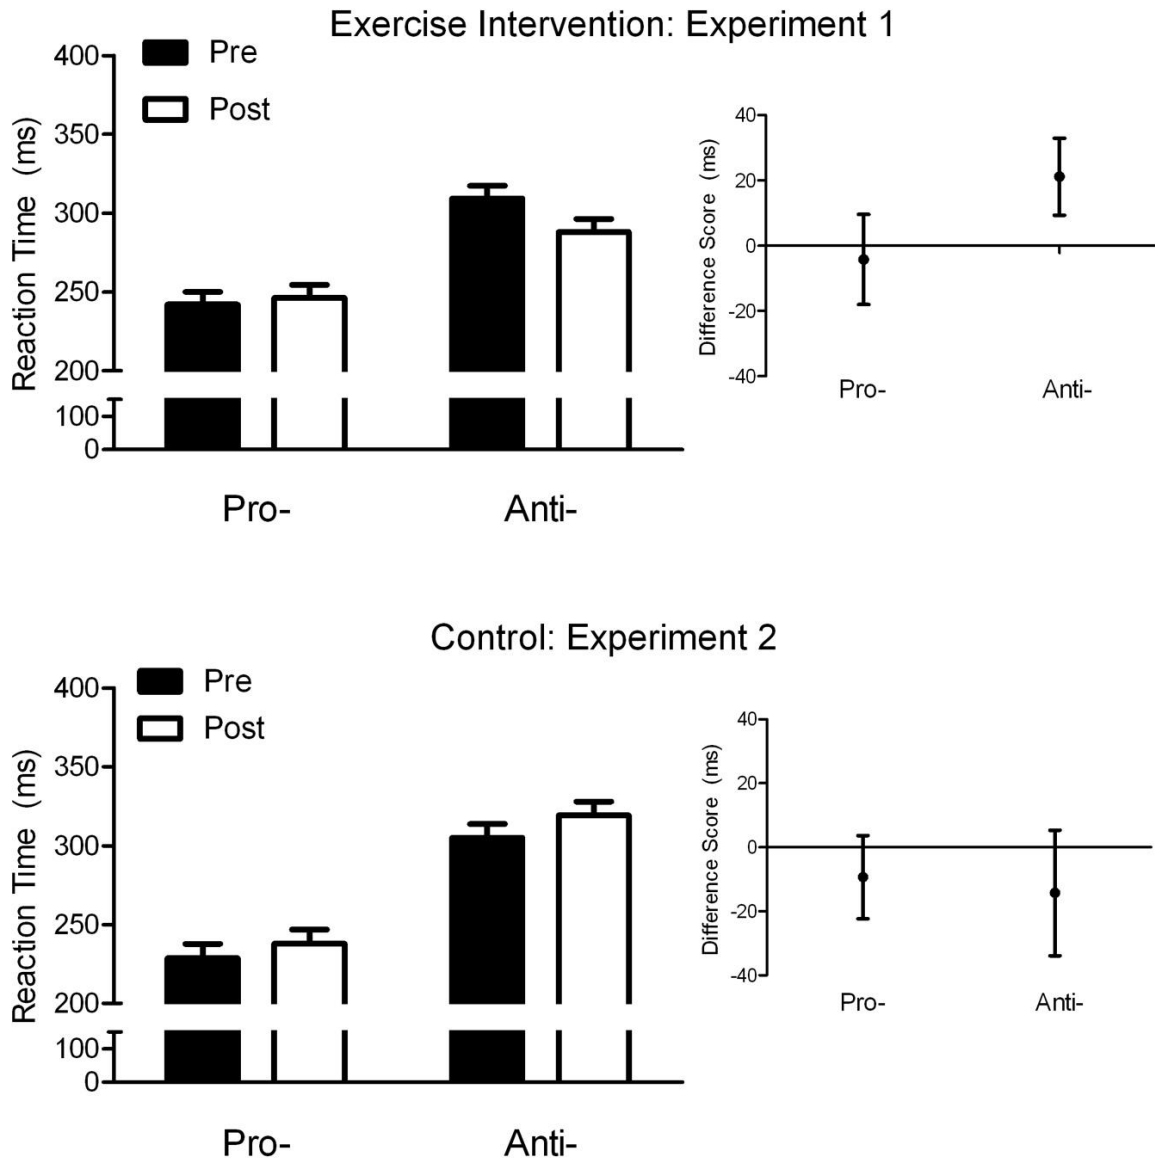 Exercise Intervention: Experiment 1
Pre
Post
Reaction Time (ms)
400
350
300
250
200
100
0
Pro-
Anti-
Difference Score (ms)
40
20
0
-20
-40
Pro-
Anti-
Control: Experiment 2
Pre
Post
Reaction Time (ms)
400
350
300
250
200
100
0
Pro-
Anti-
Difference Score (ms)
40
20
0
-20
-40
Pro-
Anti-